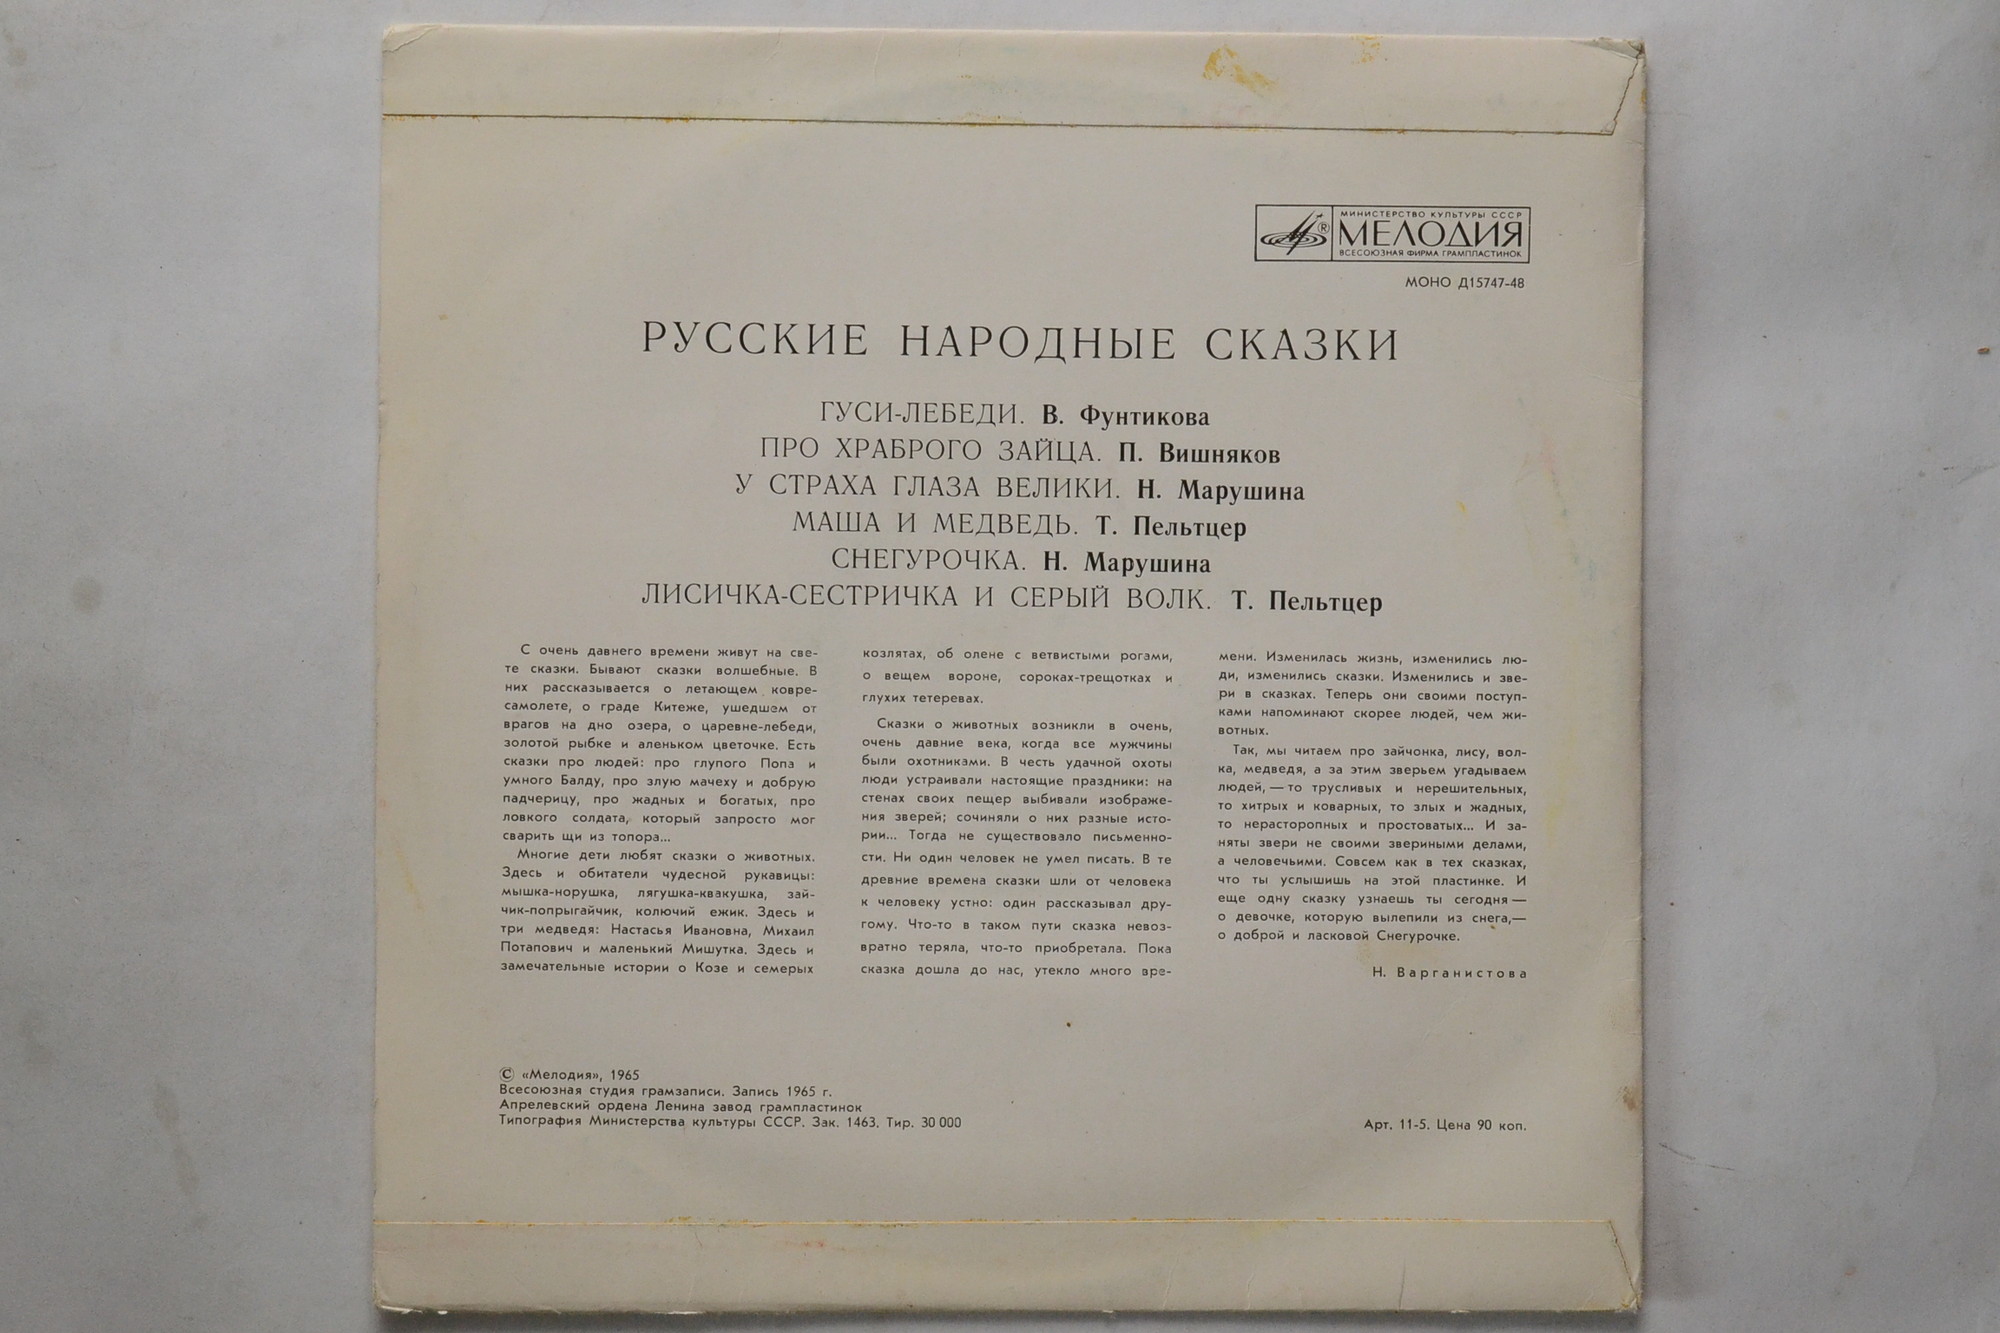 МИНИСТЕРСТВО КУЛЬТУРЫ СССР
МЕЛОДИЯ
ВСЕСОЮЗНАЯ ФИРМА ГРАМПЛАСТИНОК
®
МОНО Д15747-48
РУССКИЕ НАРОДНЫЕ СКАЗКИ
ГУСИ-ЛЕБЕДИ. В. Фунтикова
ПРО ХРАБРОГО ЗАЙЦА. П. Вишняков
У СТРАХА ГЛАЗА ВЕЛИКИ. Н. Марушина
МАША И МЕДВЕДЬ. Т. Пельтцер
СНЕГУРОЧКА. Н. Марушина
ЛИСИЧКА-СЕСТРИЧКА И СЕРЫЙ ВОЛК. Т. Пельтцер
С очень давнего времени живут на све-
те сказки. Бывают сказки волшебные. В
них рассказывается о летающем ковре-
самолете, о граде Китеже, ушедшем от
врагов на дно озера, о царевне-лебеди,
золотой рыбке и аленьком цветочке. Есть
сказки про людей: про глупого Попа и
умного Балду, про злую мачеху и добрую
падчерицу, про жадных и богатых, про
ловкого солдата, который запросто мог
сварить щи из топора...
Многие дети любят сказки о животных.
Здесь и обитатели чудесной рукавицы:
мышка-норушка, лягушка-квакушка, зай-
чик-попрыгайчик, колючий ежик. Здесь и
три медведя: Настасья Ивановна, Михаил
Потапович и маленький Мишутка. Здесь и
замечательные истории о Козе и семерых
козлятах, об олене с ветвистыми рогами,
о вещем вороне, сороках-трещотках и
глухих тетеревах.
Сказки о животных возникли в очень,
очень давние века, когда все мужчины
были охотниками. В честь удачной охоты
люди устраивали настоящие праздники: на
стенах своих пещер выбивали изображе-
ния зверей; сочиняли о них разные исто-
рии... Тогда не существовало письменно-
сти. Ни один человек не умел писать. В те
древние времена сказки шли от человека
к человеку устно: один рассказывал дру-
гому. Что-то в таком пути сказка невоз-
вратно теряла, что-то приобретала. Пока
сказка дошла до нас, утекло много вре-
мени. Изменилась жизнь, изменились лю-
ди, изменились сказки. Изменились и зве-
ри в сказках. Теперь они своими поступ-
ками напоминают скорее людей, чем жи-
вотных.
Так, мы читаем про зайчонка, лису, вол-
ка, медведя, а за этим зверьем угадываем
людей, — то трусливых и нерешительных,
то хитрых и коварных, то злых и жадных,
то нерасторопных и простоватых... И за-
няты звери не своими звериными делами,
а человечьими. Совсем как в тех сказках,
что ты услышишь на этой пластинке. И
еще одну сказку узнаешь ты сегодня —
о девочке, которую вылепили из снега,—
о доброй и ласковой Снегурочке.
Н. Варганистова
© «Мелодия», 1965
Всесоюзная студия грамзаписи. Запись 1965 г.
Апрелевский ордена Ленина завод грампластинок
Типография Министерства культуры СССР. Зак. 1463. Тир. 30 000
Арт. 11-5. Цена 90 коп.